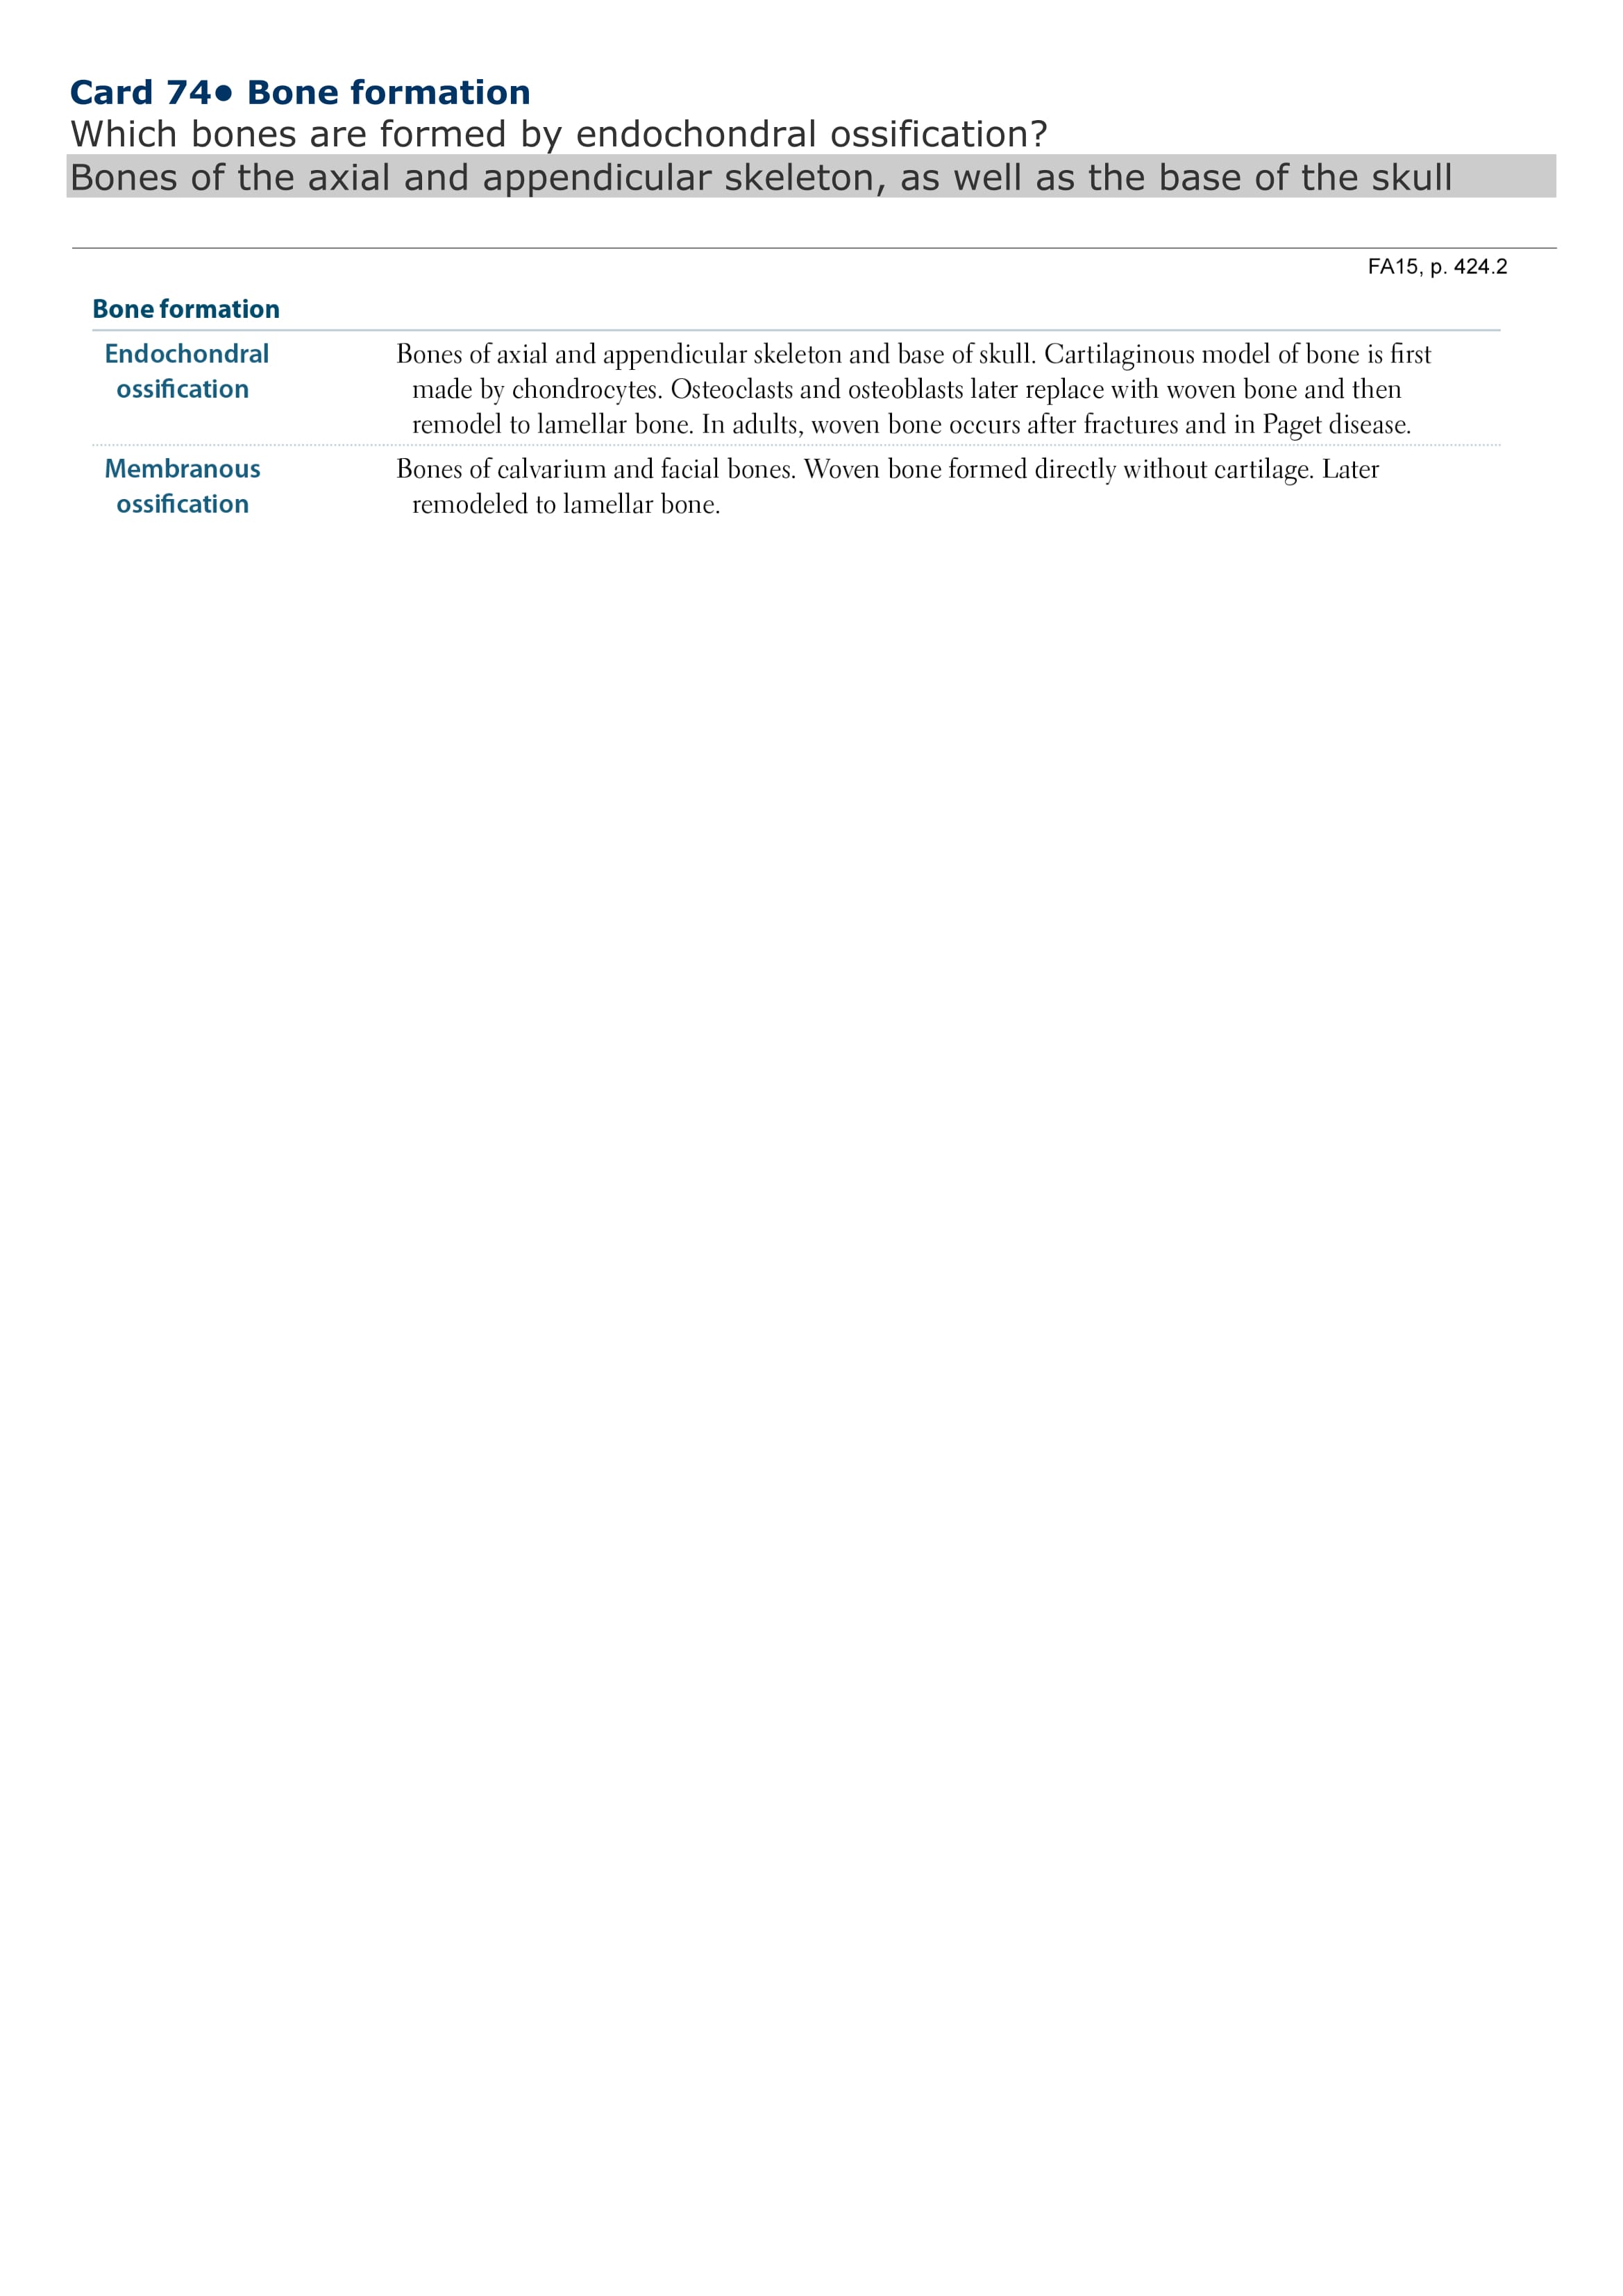 Card 74● Bone formation
Which bones are formed by endochondral ossification?
Bones of the axial and appendicular skeleton, as well as the base of the skull
FA15, p. 424.2
Bone formation
Endochondral ossification
Bones of axial and appendicular skeleton and base of skull. Cartilaginous model of bone is first
made by chondrocytes. Osteoclasts and osteoblasts later replace with woven bone and then
remodel to lamellar bone. In adults, woven bone occurs after fractures and in Paget disease.
Membranous ossification
Bones of calvarium and facial bones. Woven bone formed directly without cartilage. Later
remodeled to lamellar bone.